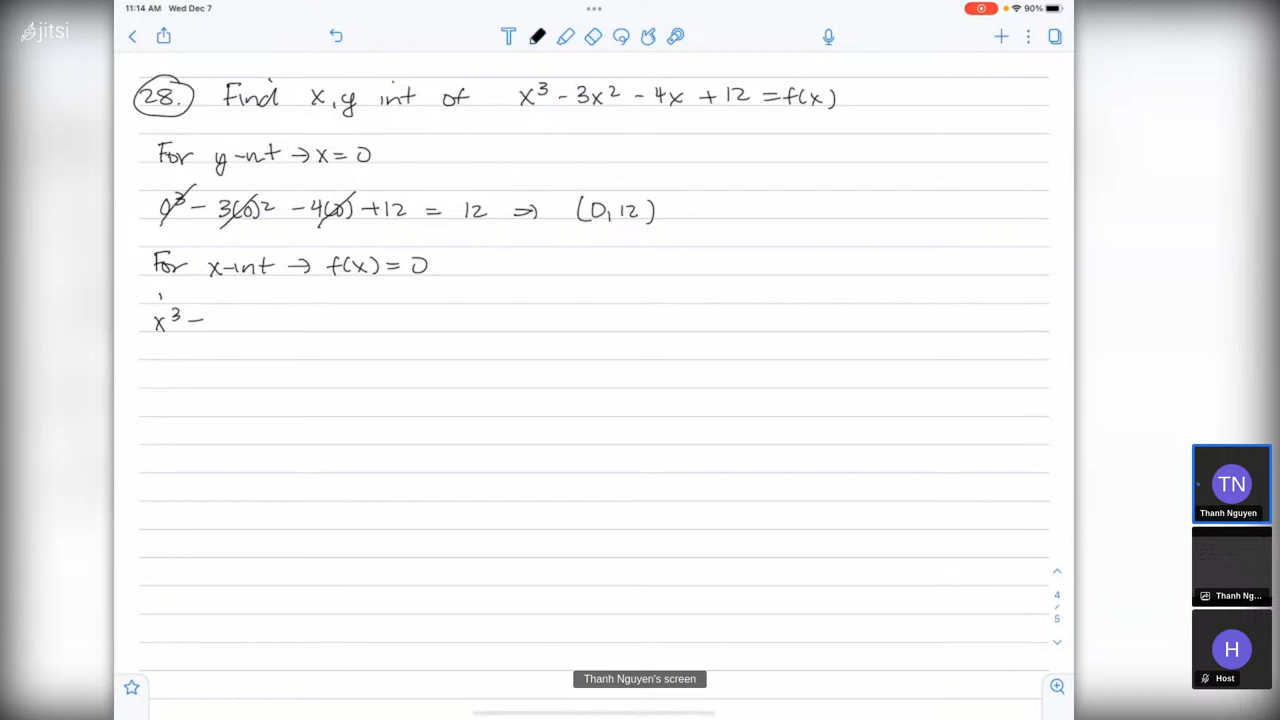 11:14 AM Wed Dec 7
90%
jitsi
28. Find x, y int of x³ - 3x² - 4x + 12 = f(x)
For y-int → x = 0
0³ - 3(0)² - 4(0) + 12 = 12 ⇒ (0, 12)
For x-int → f(x) = 0
x³ -
4
/
5
TN
Thanh Nguyen
Thanh Ng...
H
Host
Thanh Nguyen's screen